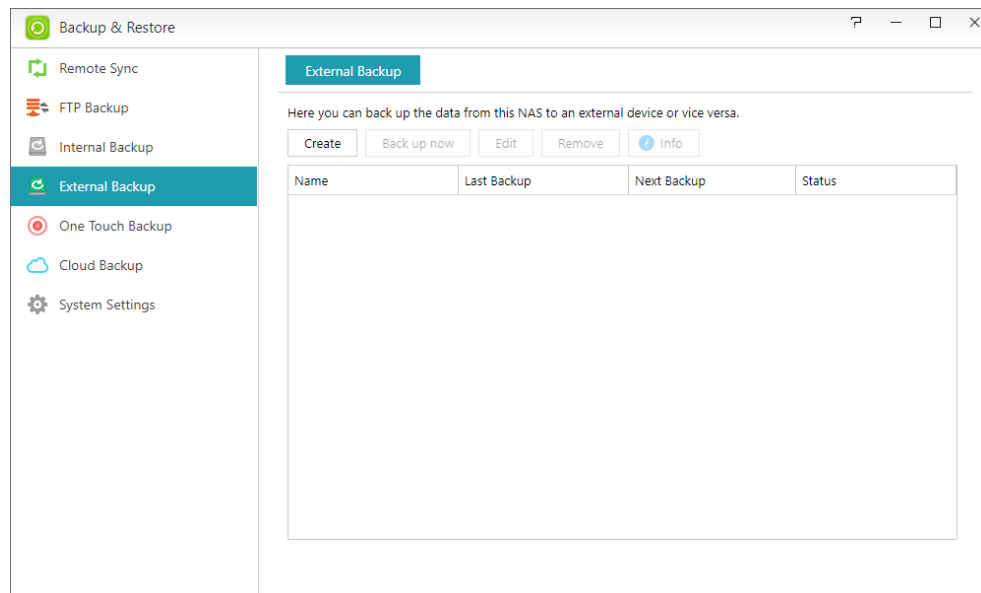 Backup & Restore
Remote Sync
FTP Backup
Internal Backup
External Backup
One Touch Backup
Cloud Backup
System Settings
External Backup
Here you can back up the data from this NAS to an external device or vice versa.
Create Back up now Edit Remove Info
Name Last Backup Next Backup Status